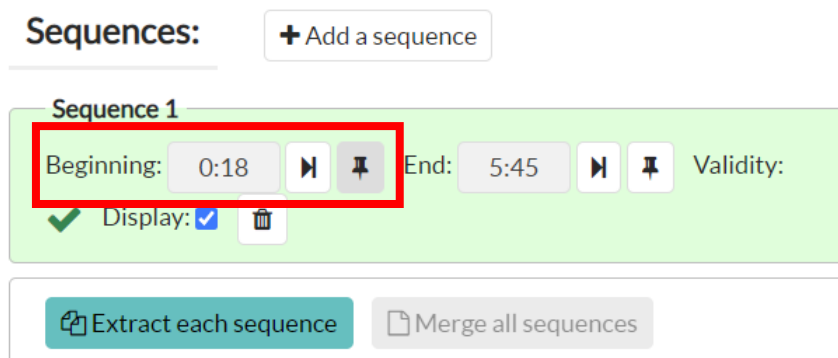 Sequences:
Add a sequence
Sequence 1
Beginning: 0:18 End: 5:45 Validity:
Display:
Extract each sequence Merge all sequences